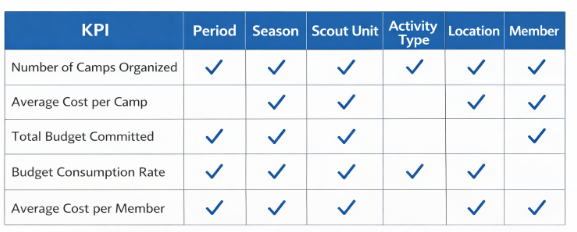 KPI Period Season Scout Unit Activity Type Location Member
Number of Camps Organized ✓ ✓ ✓ ✓ ✓ ✓
Average Cost per Camp ✓ ✓ ✓ ✓
Total Budget Committed ✓ ✓ ✓ ✓
Budget Consumption Rate ✓ ✓ ✓ ✓ ✓
Average Cost per Member ✓ ✓ ✓ ✓ ✓